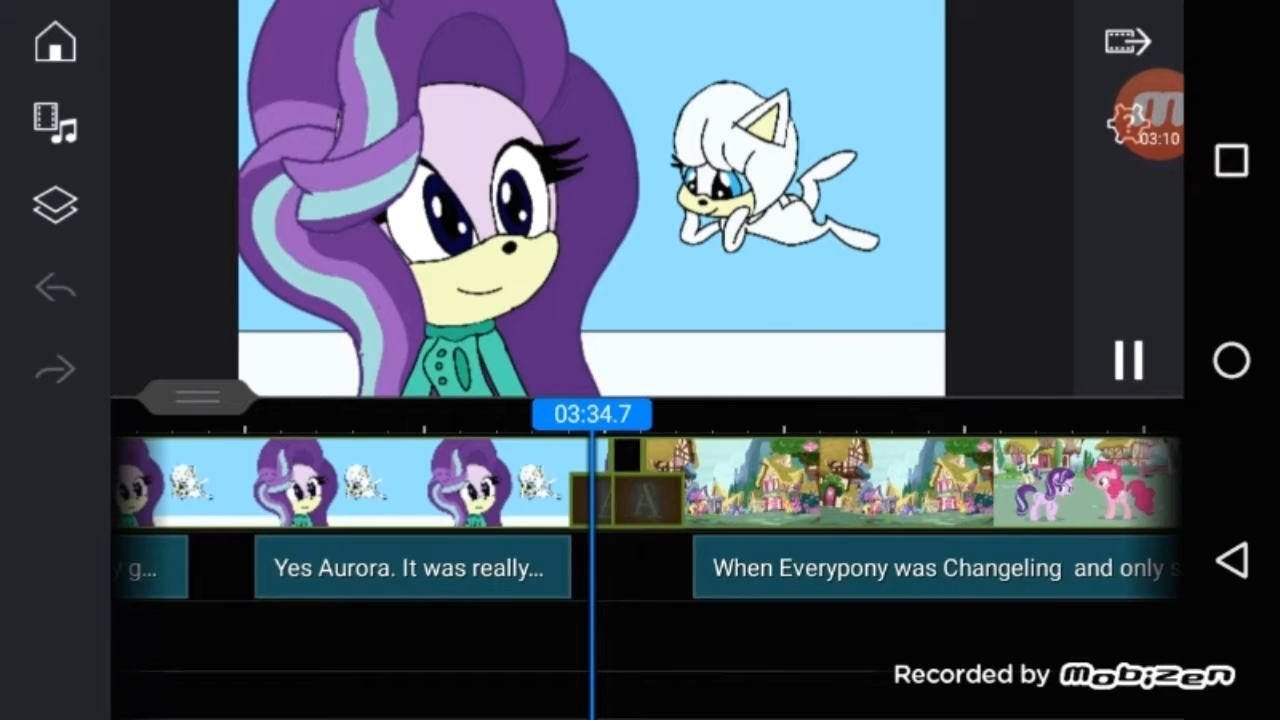 03:10
03:34.7
A
y g...
Yes Aurora. It was really...
When Everypony was Changeling and only s
Recorded by mobizen